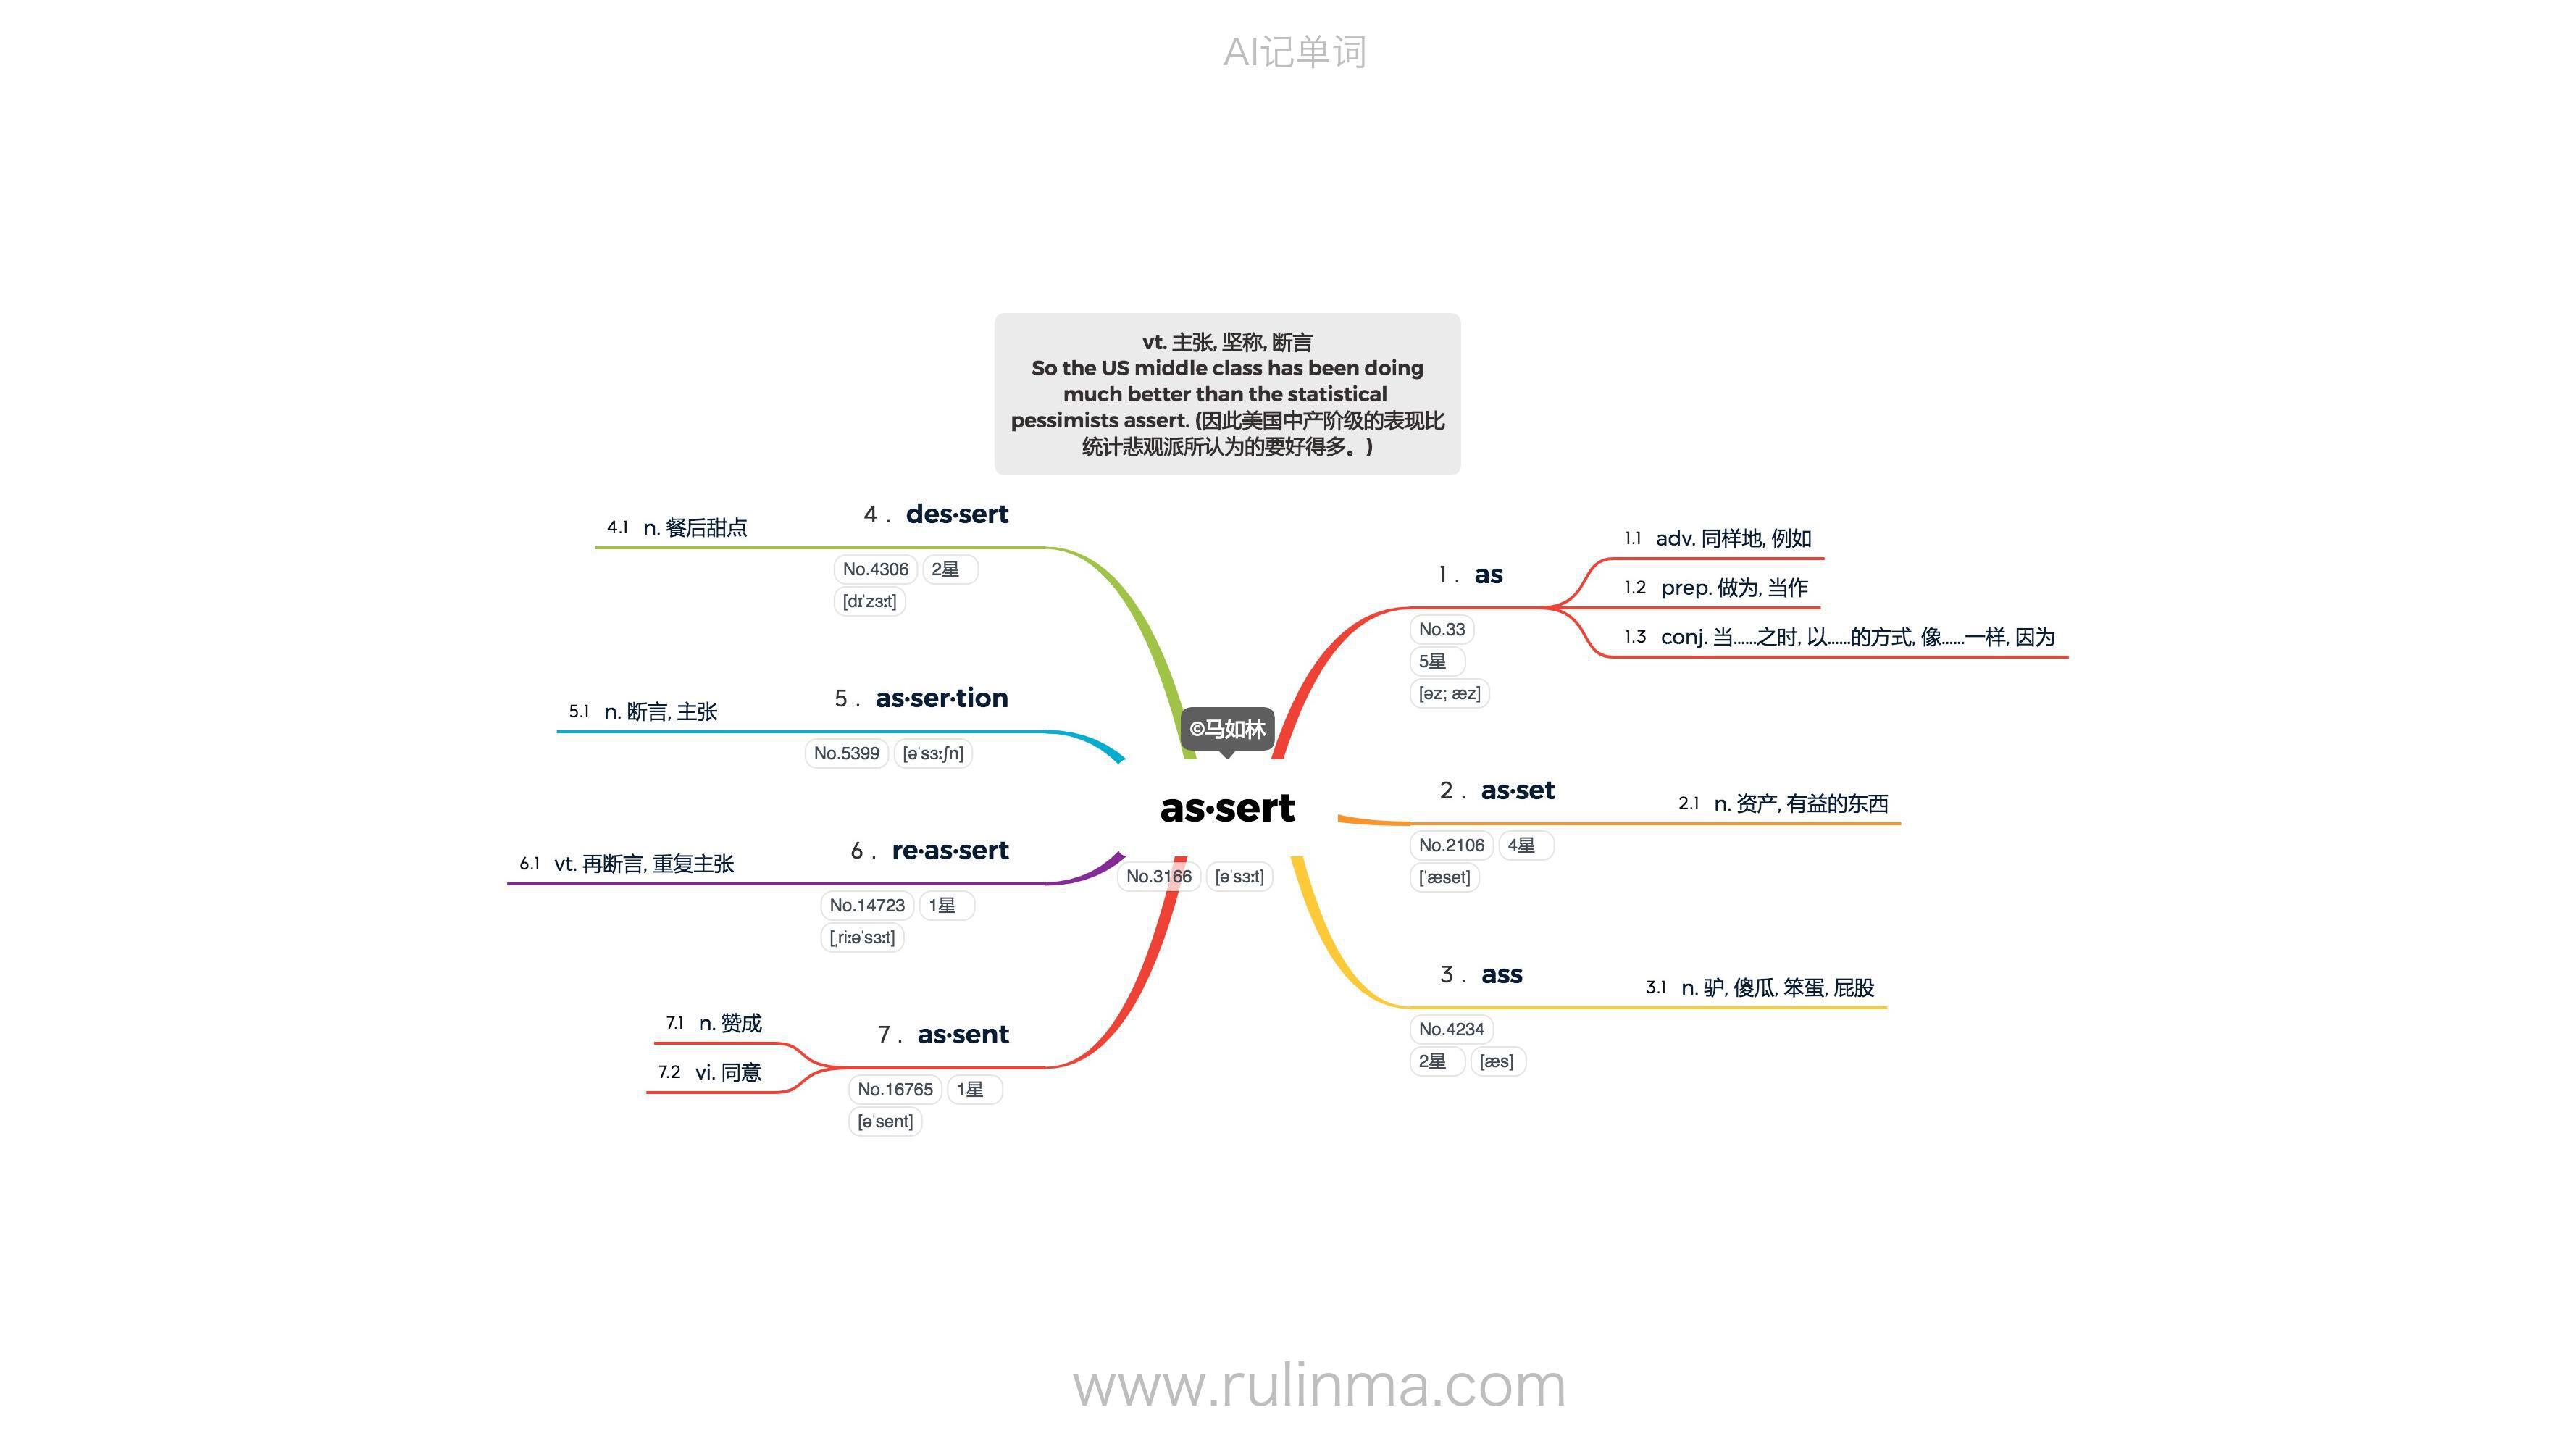 AI记单词
vt. 主张, 坚称, 断言
So the US middle class has been doing
much better than the statistical
pessimists assert. (因此美国中产阶级的表现比
统计悲观派所认为的要好得多。)
©马如林
as·sert
No.3166 [əˈsɜːt]
1 . as
No.33
5星
[əz; æz]
1.1 adv. 同样地, 例如
1.2 prep. 做为, 当作
1.3 conj. 当……之时, 以……的方式, 像……一样, 因为
2 . as·set
No.2106 4星
[ˈæset]
2.1 n. 资产, 有益的东西
3 . ass
No.4234
2星 [æs]
3.1 n. 驴, 傻瓜, 笨蛋, 屁股
4 . des·sert
No.4306 2星
[dɪˈzɜːt]
4.1 n. 餐后甜点
5 . as·ser·tion
No.5399 [əˈsɜːʃn]
5.1 n. 断言, 主张
6 . re·as·sert
No.14723 1星
[ˌriːəˈsɜːt]
6.1 vt. 再断言, 重复主张
7 . as·sent
No.16765 1星
[əˈsent]
7.1 n. 赞成
7.2 vi. 同意
www.rulinma.com